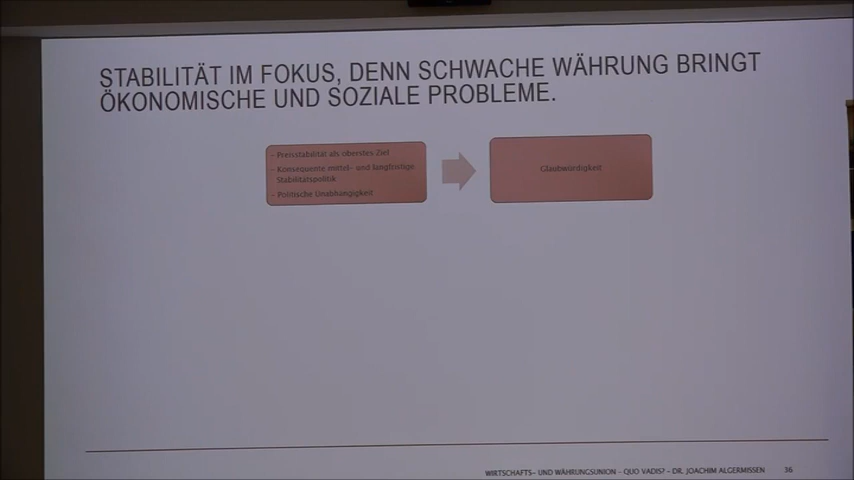 STABILITÄT IM FOKUS, DENN SCHWACHE WÄHRUNG BRINGT
ÖKONOMISCHE UND SOZIALE PROBLEME.
– Preisstabilität als oberstes Ziel
– Konsequente mittel- und langfristige
Stabilitätspolitik
– Politische Unabhängigkeit
Glaubwürdigkeit
WIRTSCHAFTS- UND WÄHRUNGSUNION – QUO VADIS? – DR. JOACHIM ALGERMISSEN 36